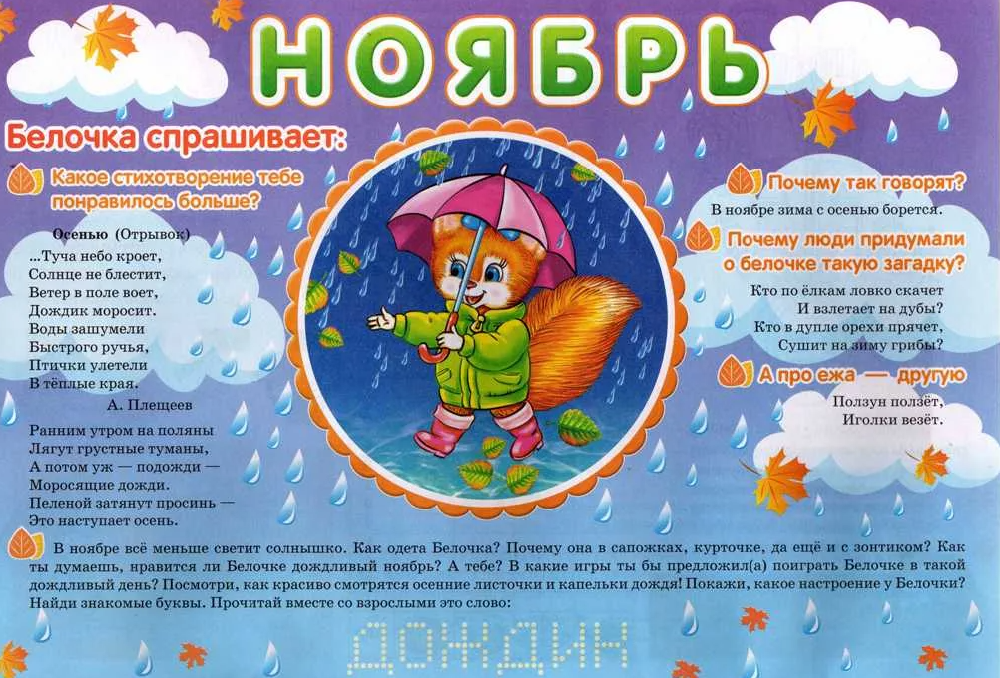 НОЯБРЬ
Белочка спрашивает:
Какое стихотворение тебе
понравилось больше?
Осенью (Отрывок)
...Туча небо кроет,
Солнце не блестит,
Ветер в поле воет,
Дождик моросит.
Воды зашумели
Быстрого ручья,
Птички улетели
В тёплые края.
А. Плещеев
Ранним утром на поляны
Лягут грустные туманы,
А потом уж — подожди —
Моросящие дожди.
Пеленой затянут просинь —
Это наступает осень.
Почему так говорят?
В ноябре зима с осенью борется.
Почему люди придумали
о белочке такую загадку?
Кто по ёлкам ловко скачет
И взлетает на дубы?
Кто в дупле орехи прячет,
Сушит на зиму грибы?
А про ежа — другую
Ползун ползёт,
Иголки везёт.
В ноябре всё меньше светит солнышко. Как одета Белочка? Почему она в сапожках, курточке, да ещё и с зонтиком? Как
ты думаешь, нравится ли Белочке дождливый ноябрь? А тебе? В какие игры ты бы предложил(а) поиграть Белочке в такой
дождливый день? Посмотри, как красиво смотрятся осенние листочки и капельки дождя! Покажи, какое настроение у Белочки?
Найди знакомые буквы. Прочитай вместе со взрослыми это слово:
ДОЖДИК